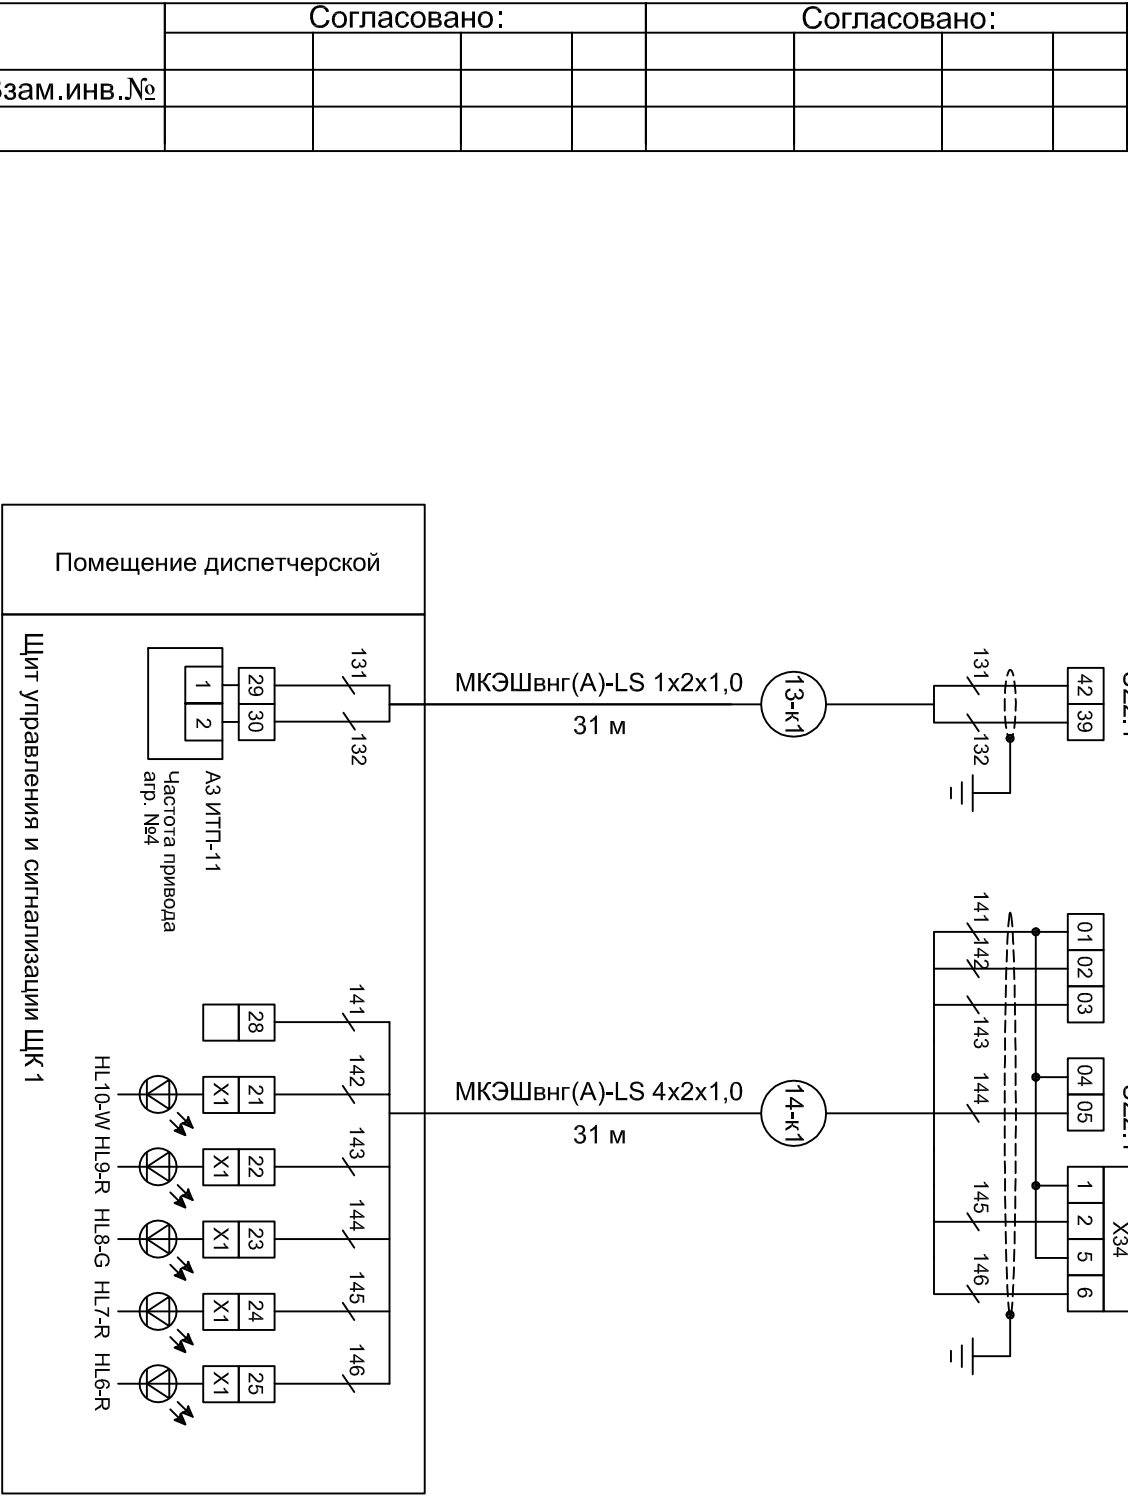 Согласовано:
Согласовано:
Взам.инв.№
Помещение диспетчерской
Щит управления и сигнализации ЩК1
1
2
29
30
131
132
А3 ИТП-11
Частота привода
агр. №4
МКЭШвнг(А)-LS 1х2х1,0
31 м
13-к1
131
132
42
39
28
141
HL10-W
X1
21
142
HL9-R
X1
22
143
HL8-G
X1
23
144
HL7-R
X1
24
145
HL6-R
X1
25
146
МКЭШвнг(А)-LS 4х2х1,0
31 м
14-к1
141
142
143
144
145
146
01
02
03
04
05
1
2
5
6
X34